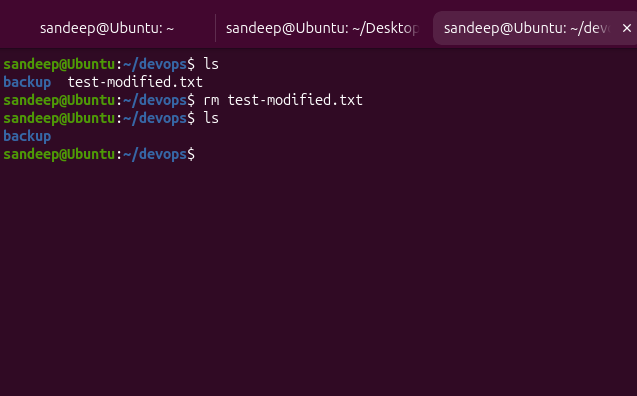 sandeep@Ubuntu: ~
sandeep@Ubuntu: ~/Desktop
sandeep@Ubuntu: ~/devo
sandeep@Ubuntu:~/devops$ ls
backup  test-modified.txt
sandeep@Ubuntu:~/devops$ rm test-modified.txt
sandeep@Ubuntu:~/devops$ ls
backup
sandeep@Ubuntu:~/devops$